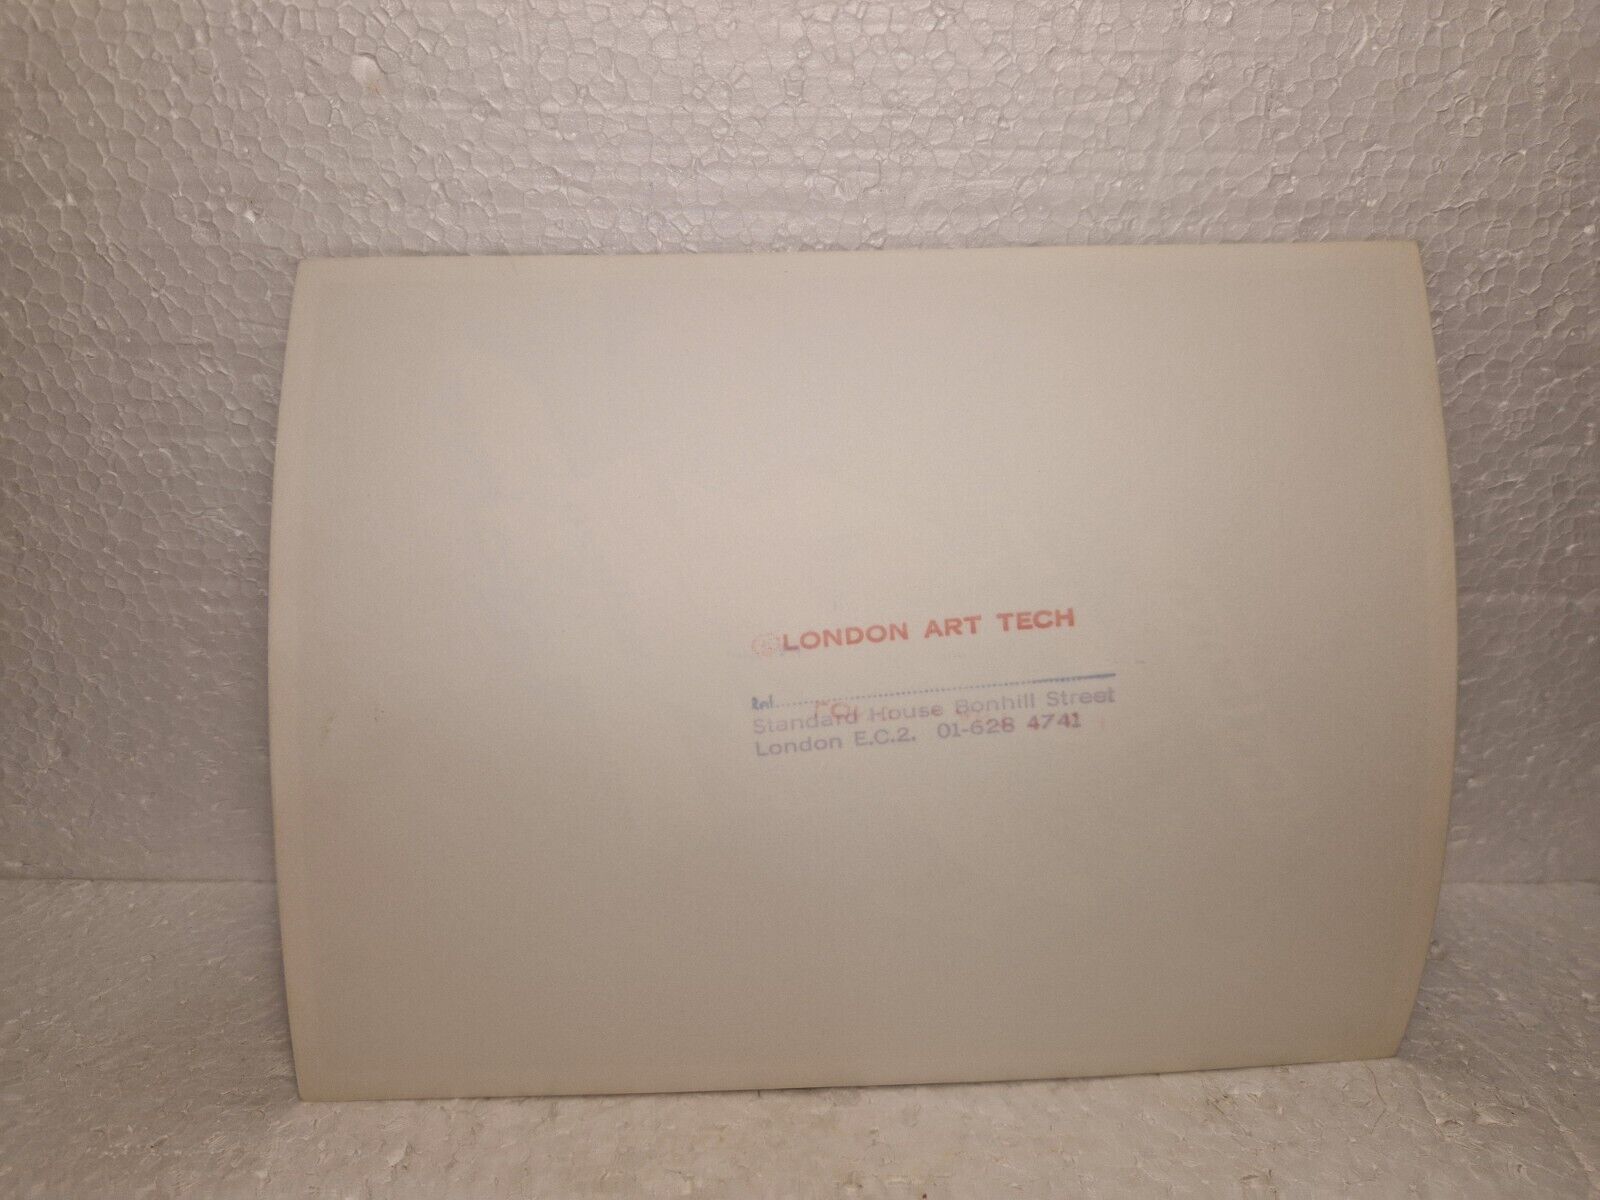 LONDON ART TECH
Ref.
Standard House Bonhill Street
London E.C.2. 01-628 4741